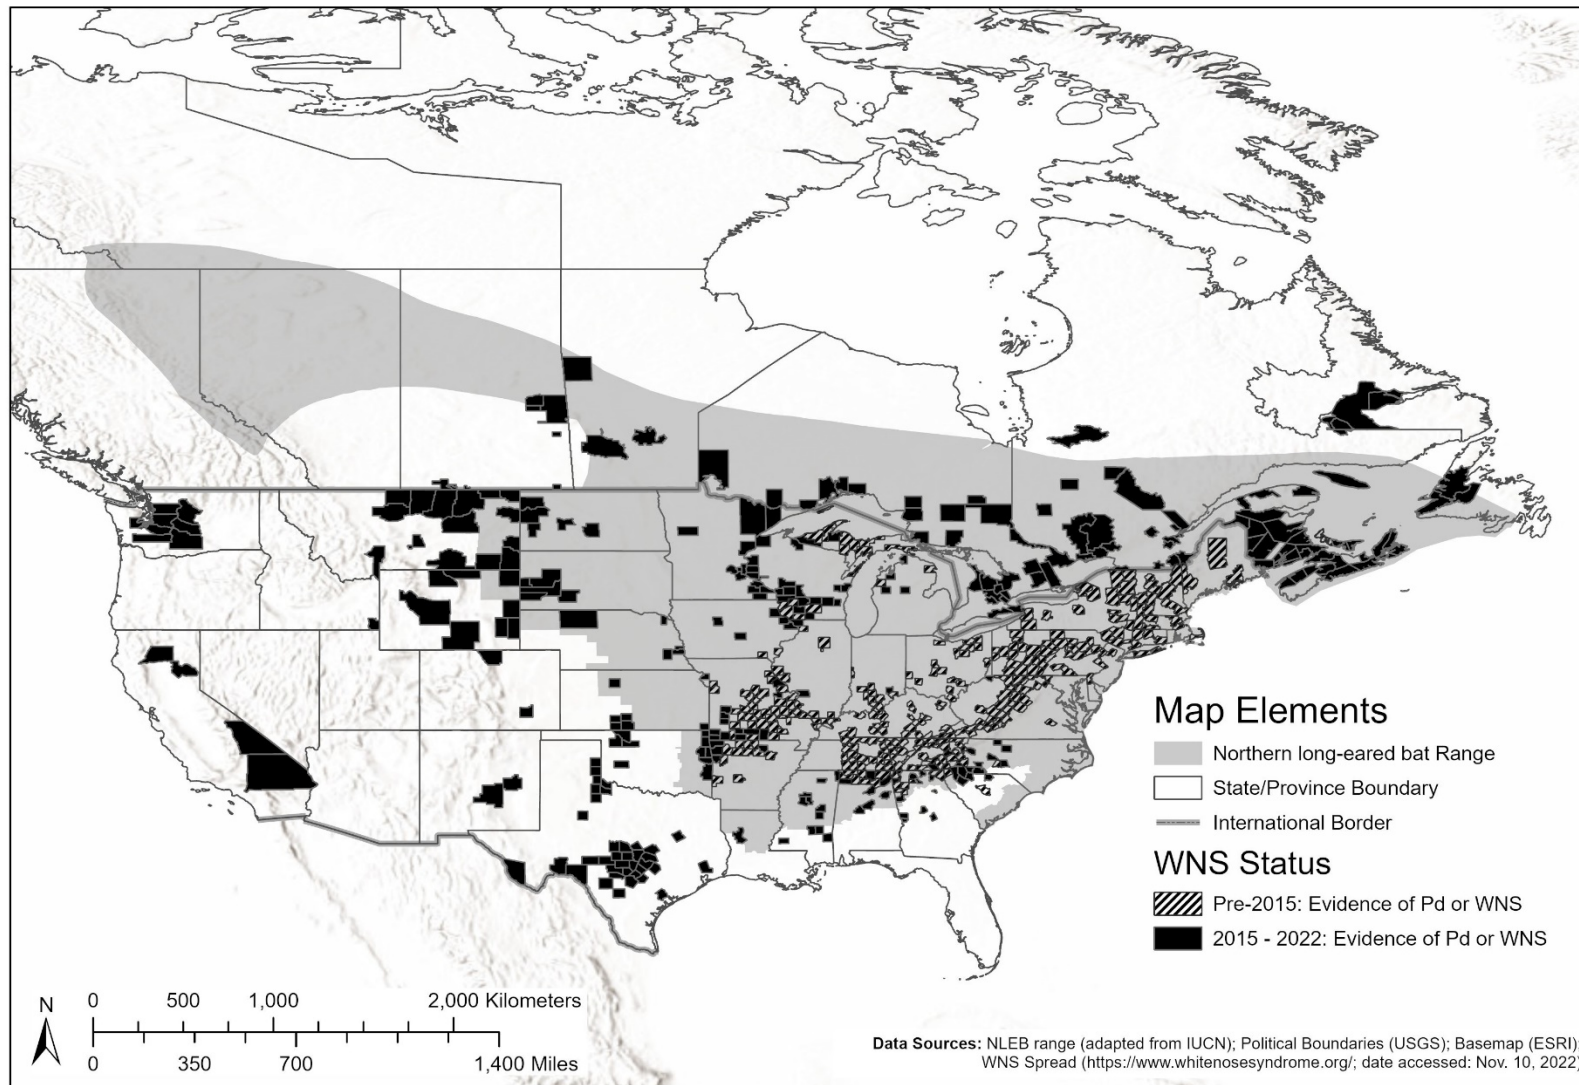 Map Elements
Northern long-eared bat Range
State/Province Boundary
International Border
WNS Status
Pre-2015: Evidence of Pd or WNS
2015 - 2022: Evidence of Pd or WNS
N
0 500 1,000 2,000 Kilometers
0 350 700 1,400 Miles
Data Sources: NLEB range (adapted from IUCN); Political Boundaries (USGS); Basemap (ESRI);
WNS Spread (https://www.whitenosesyndrome.org/; date accessed: Nov. 10, 2022)